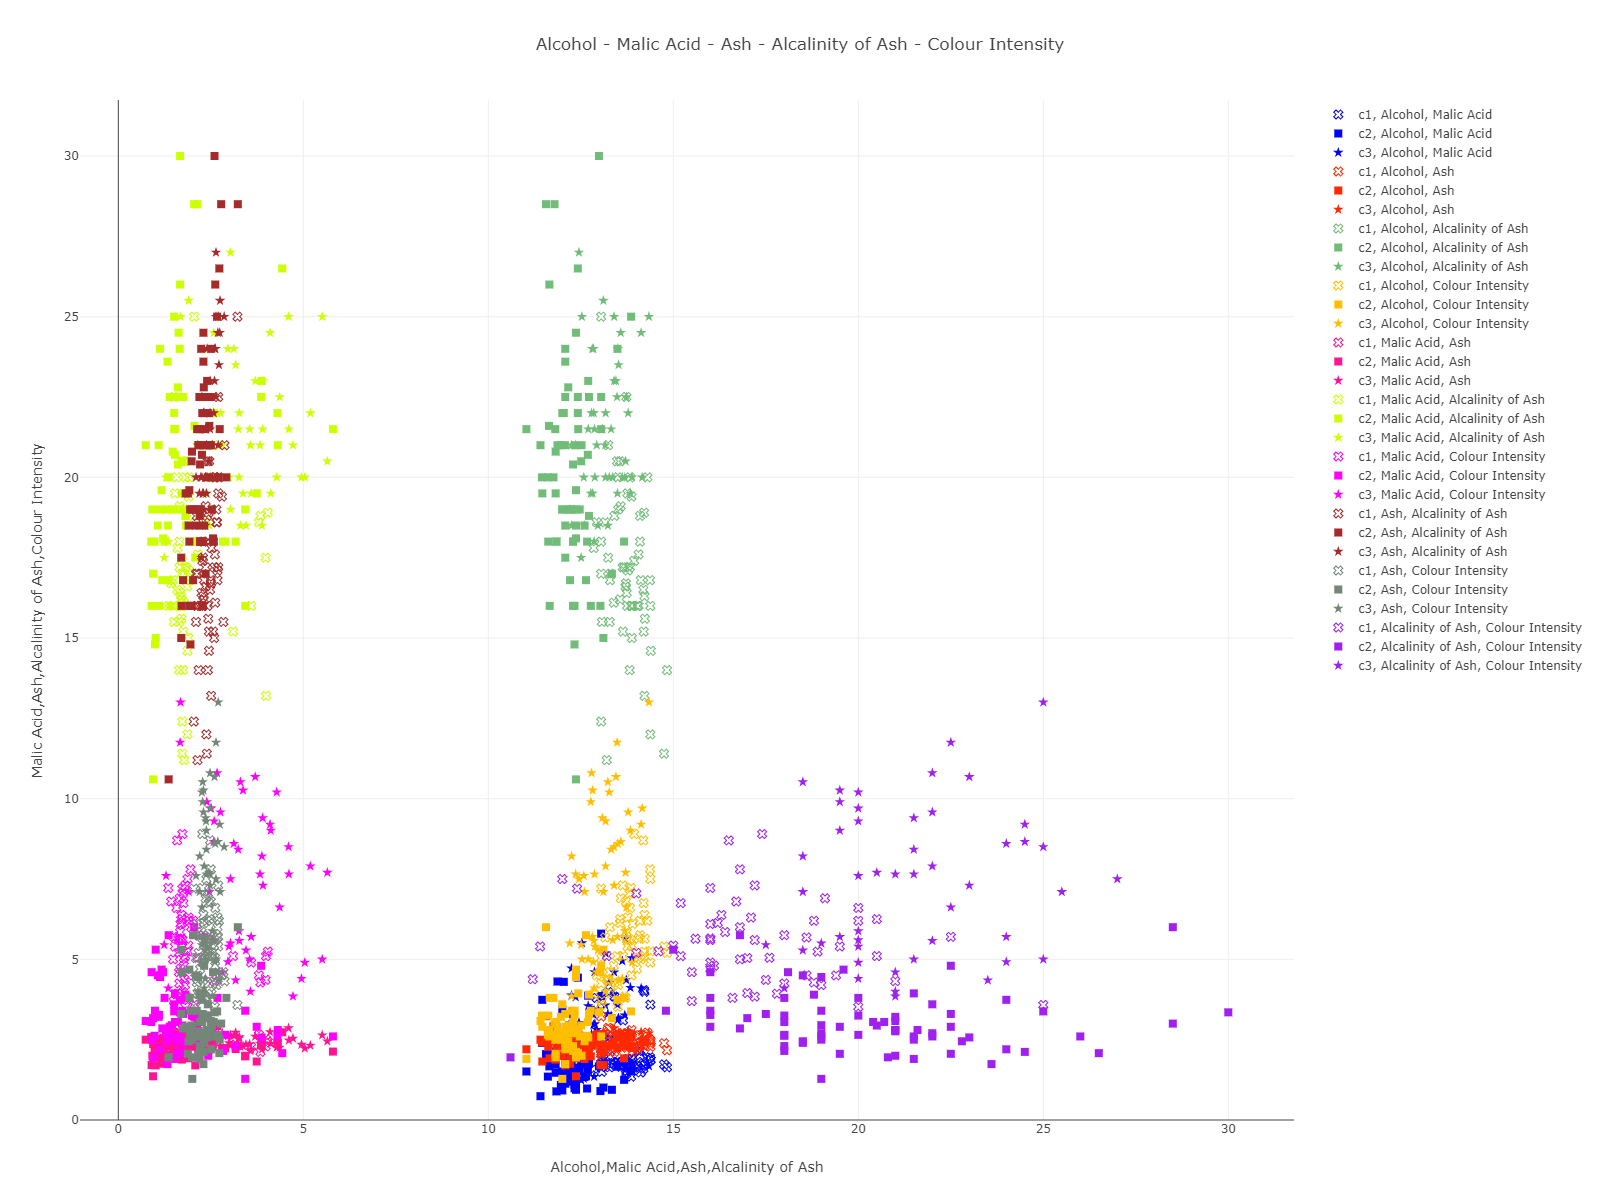 Alcohol - Malic Acid - Ash - Alcalinity of Ash - Colour Intensity
Malic Acid,Ash,Alcalinity of Ash,Colour Intensity
30
25
20
15
10
5
0
0 5 10 15 20 25 30
Alcohol,Malic Acid,Ash,Alcalinity of Ash
c1, Alcohol, Malic Acid
c2, Alcohol, Malic Acid
c3, Alcohol, Malic Acid
c1, Alcohol, Ash
c2, Alcohol, Ash
c3, Alcohol, Ash
c1, Alcohol, Alcalinity of Ash
c2, Alcohol, Alcalinity of Ash
c3, Alcohol, Alcalinity of Ash
c1, Alcohol, Colour Intensity
c2, Alcohol, Colour Intensity
c3, Alcohol, Colour Intensity
c1, Malic Acid, Ash
c2, Malic Acid, Ash
c3, Malic Acid, Ash
c1, Malic Acid, Alcalinity of Ash
c2, Malic Acid, Alcalinity of Ash
c3, Malic Acid, Alcalinity of Ash
c1, Malic Acid, Colour Intensity
c2, Malic Acid, Colour Intensity
c3, Malic Acid, Colour Intensity
c1, Ash, Alcalinity of Ash
c2, Ash, Alcalinity of Ash
c3, Ash, Alcalinity of Ash
c1, Ash, Colour Intensity
c2, Ash, Colour Intensity
c3, Ash, Colour Intensity
c1, Alcalinity of Ash, Colour Intensity
c2, Alcalinity of Ash, Colour Intensity
c3, Alcalinity of Ash, Colour Intensity